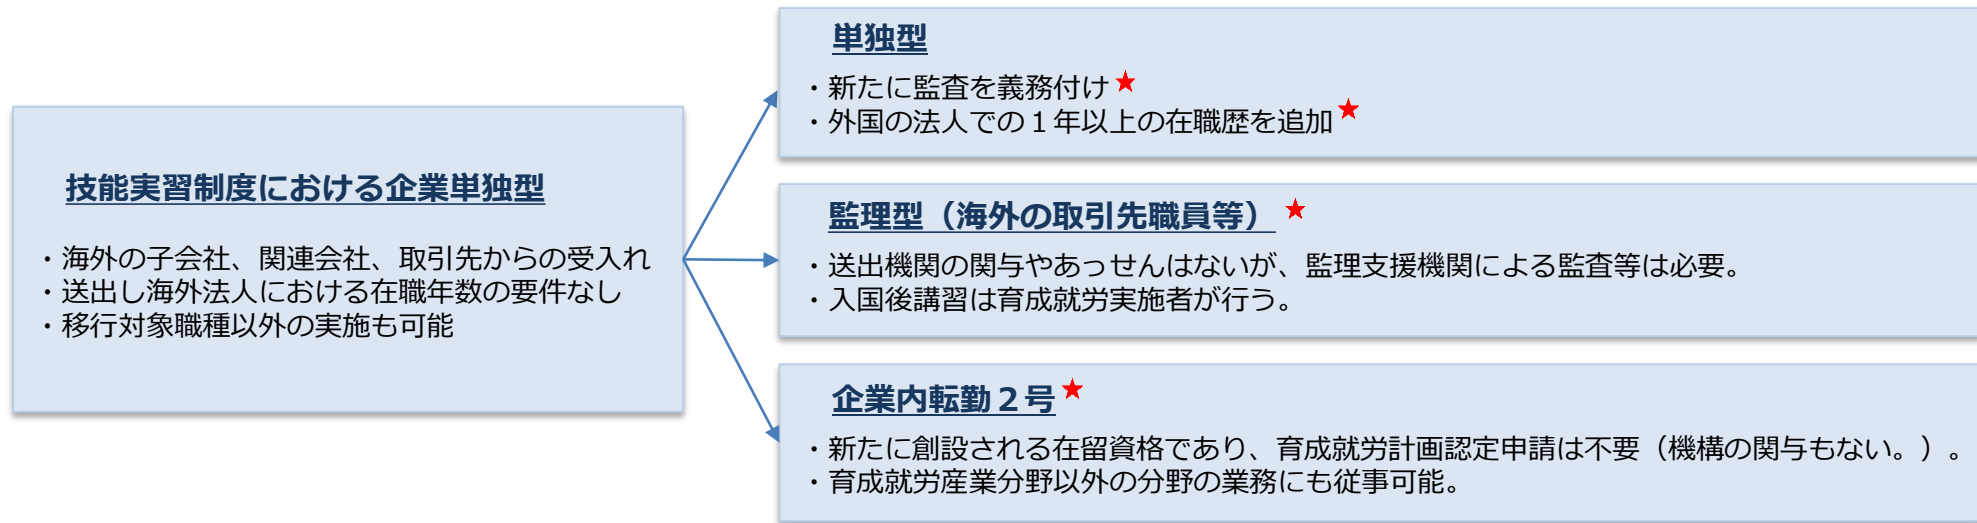 技能実習制度における企業単独型
・海外の子会社、関連会社、取引先からの受入れ
・送出し海外法人における在職年数の要件なし
・移行対象職種以外の実施も可能
単独型
・新たに監査を義務付け★
・外国の法人での１年以上の在職歴を追加★
監理型（海外の取引先職員等）★
・送出機関の関与やあっせんはないが、監理支援機関による監査等は必要。
・入国後講習は育成就労実施者が行う。
企業内転勤２号★
・新たに創設される在留資格であり、育成就労計画認定申請は不要（機構の関与もない。）。
・育成就労産業分野以外の分野の業務にも従事可能。